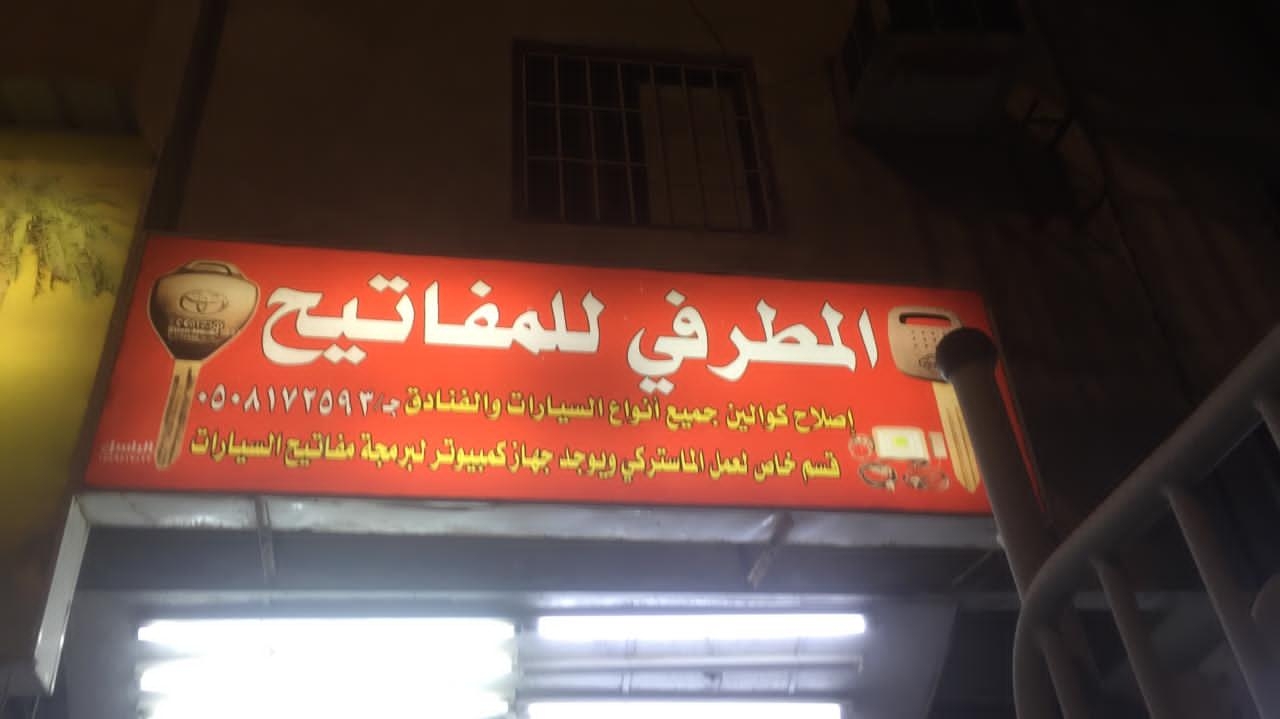 المطرفي للمفاتيح
إصلاح كوالين جميع أنواع السيارات والفنادق جـ/٠٥٠٨١٧٢٥٩٣
قسم خاص لعمل الماستركي ويوجد جهاز كمبيوتر لبرمجة مفاتيح السيارات